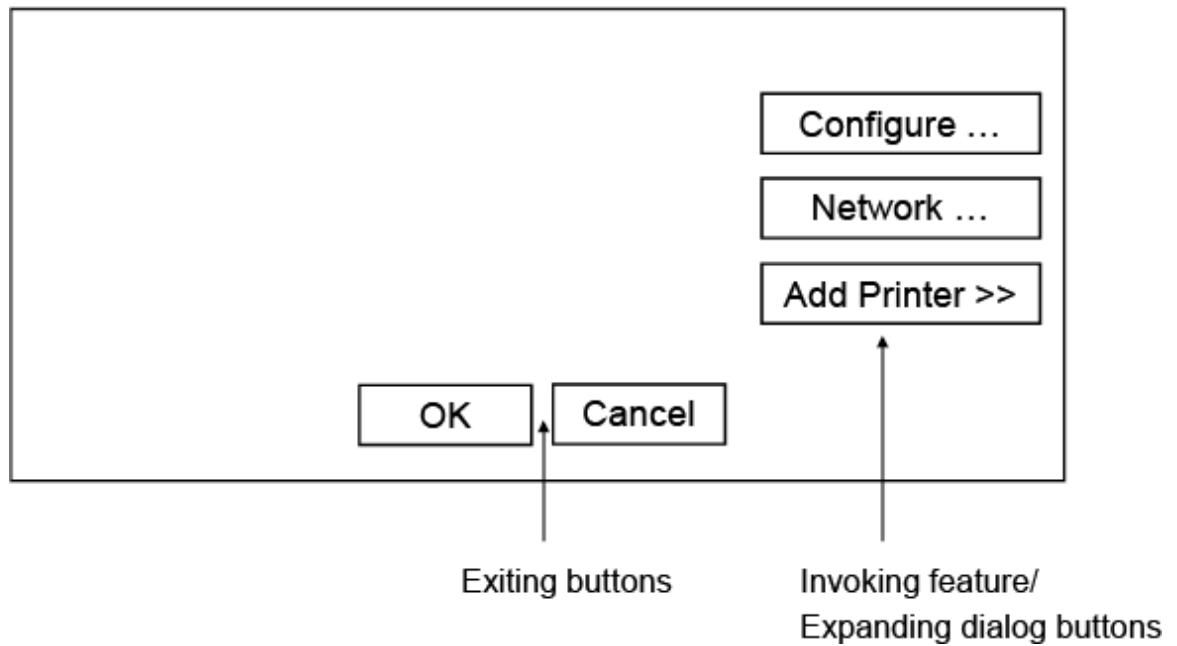 Configure …
Network …
Add Printer >>
OK
Cancel
Exiting buttons
Invoking feature/
Expanding dialog buttons